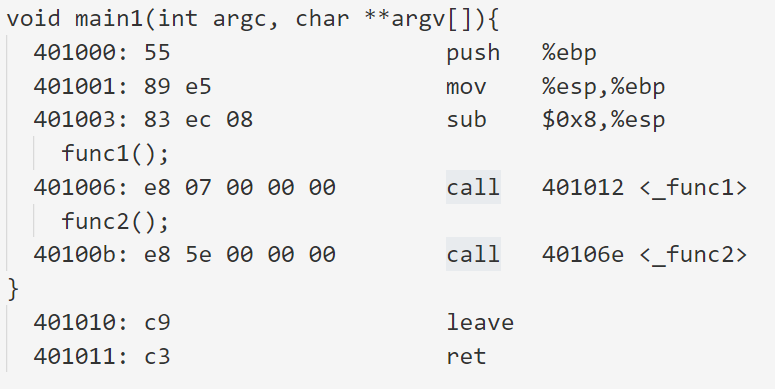 void main1(int argc, char **argv[]){
401000: 55 push %ebp
401001: 89 e5 mov %esp,%ebp
401003: 83 ec 08 sub $0x8,%esp
func1();
401006: e8 07 00 00 00 call 401012 <_func1>
func2();
40100b: e8 5e 00 00 00 call 40106e <_func2>
}
401010: c9 leave
401011: c3 ret